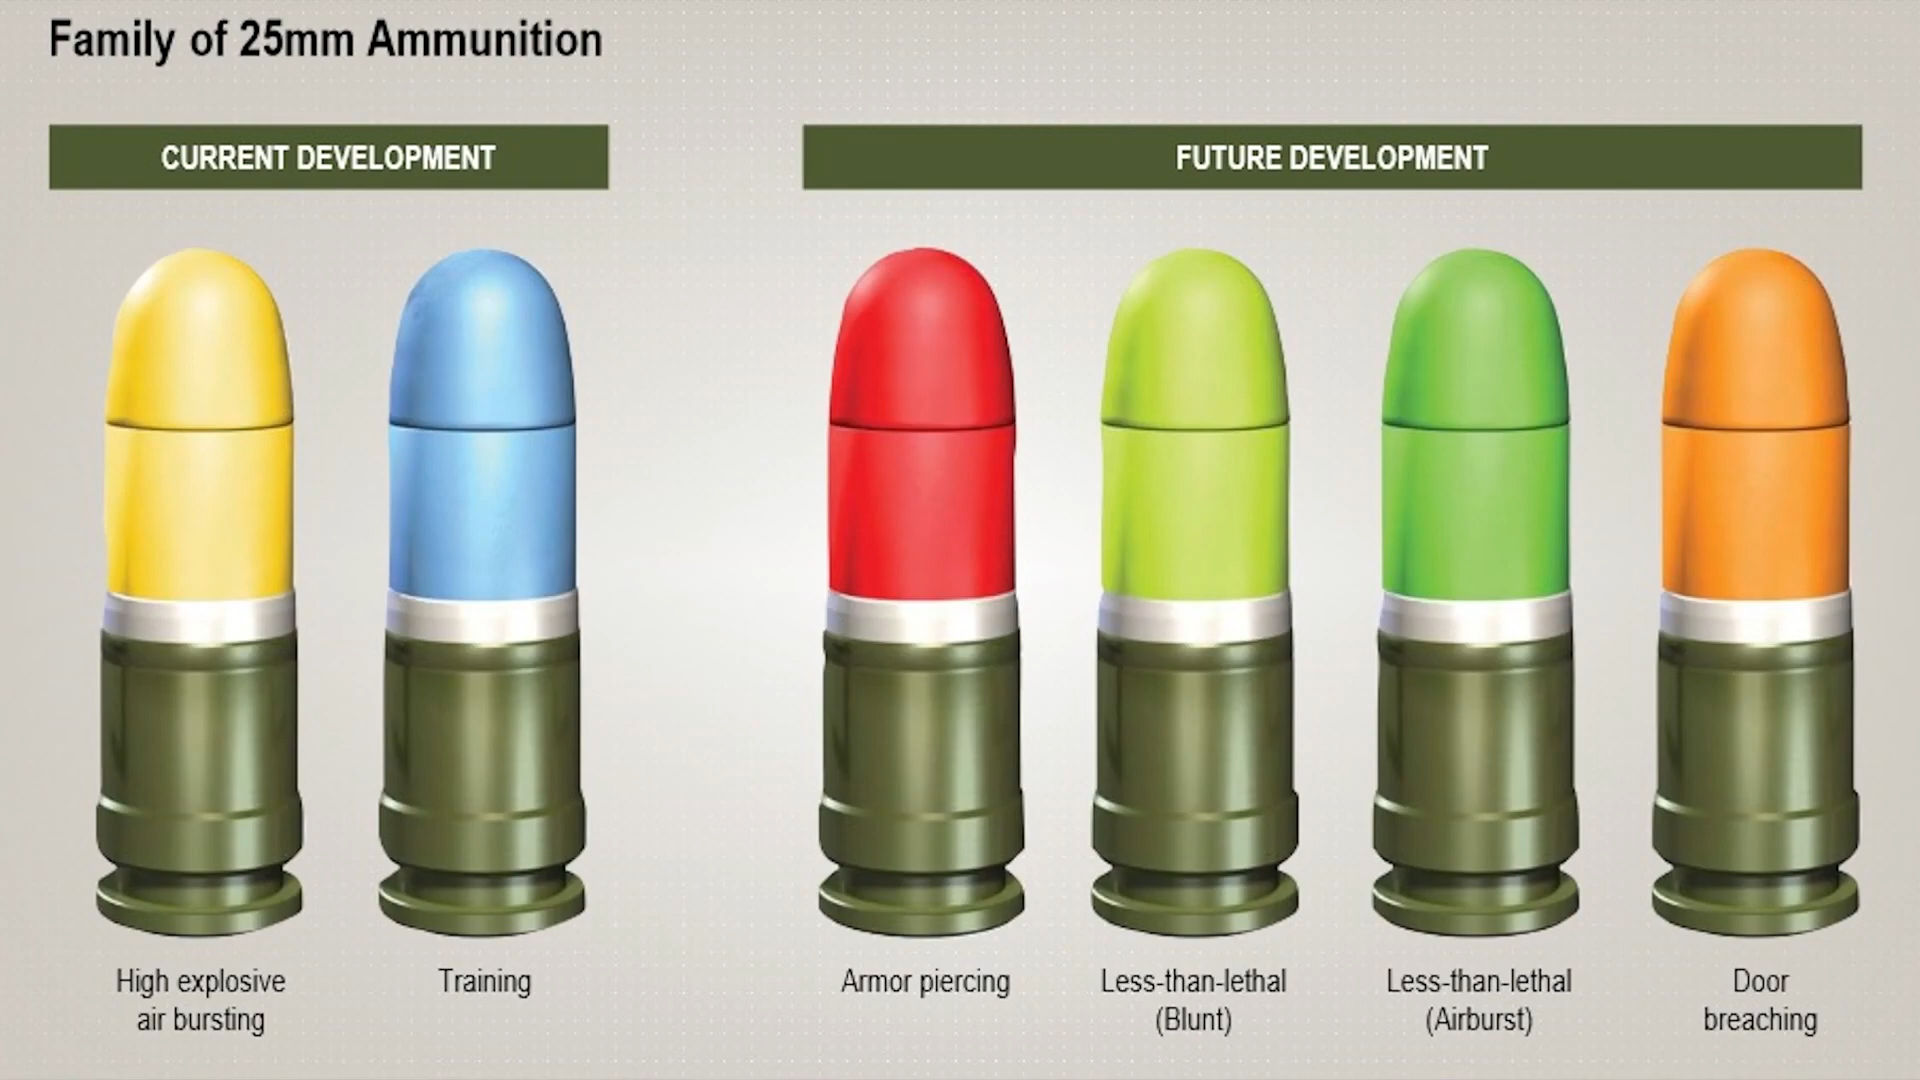 Family of 25mm Ammunition
CURRENT DEVELOPMENT
FUTURE DEVELOPMENT
High explosive
air bursting
Training
Armor piercing
Less-than-lethal
(Blunt)
Less-than-lethal
(Airburst)
Door
breaching